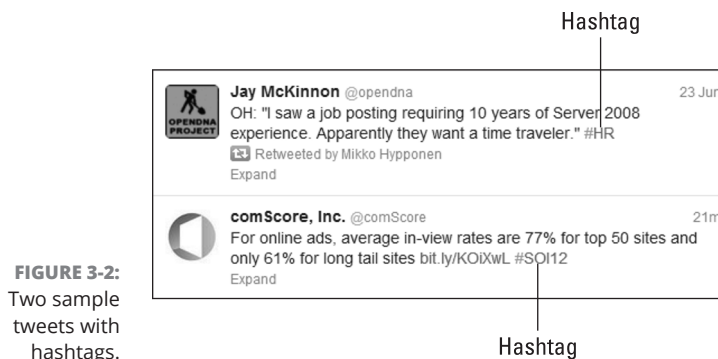 Hashtag
Jay McKinnon @opendna 23 Jun
OH: "I saw a job posting requiring 10 years of Server 2008
experience. Apparently they want a time traveler." #HR
Retweeted by Mikko Hypponen
Expand
OPENDNA
PROJECT
comScore, Inc. @comScore 21m
For online ads, average in-view rates are 77% for top 50 sites and
only 61% for long tail sites bit.ly/KOiXwL #SOI12
Expand
Hashtag
FIGURE 3-2:
Two sample
tweets with
hashtags.